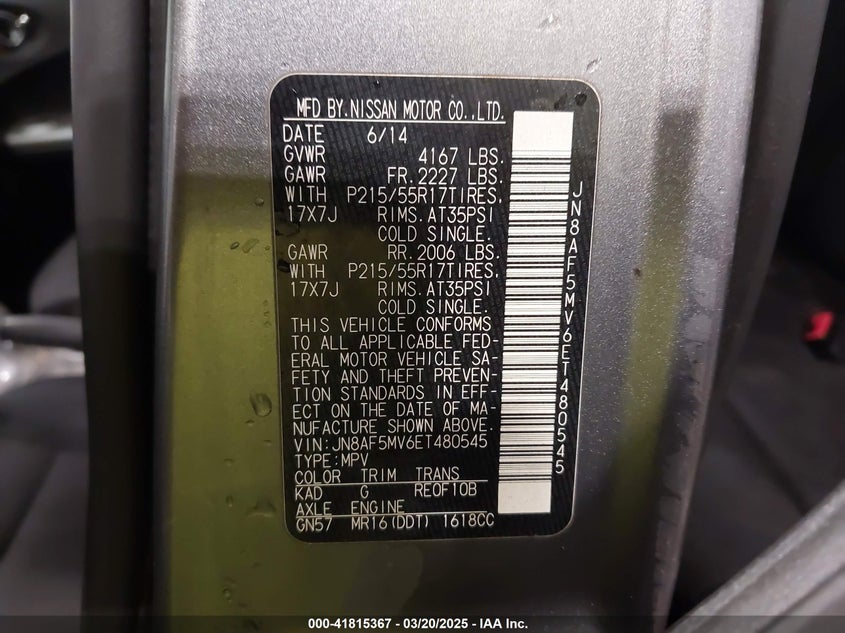 MFD BY.NISSAN MOTOR CO.,LTD.
DATE 6/14
GVWR 4167 LBS.
GAWR FR.2227 LBS.
WITH P215/55R17TIRES.
17X7J RIMS.AT35PSI
COLD SINGLE.
GAWR RR.2006 LBS.
WITH P215/55R17TIRES.
17X7J RIMS.AT35PSI
COLD SINGLE.
THIS VEHICLE CONFORMS
TO ALL APPLICABLE FED-
ERAL MOTOR VEHICLE SA-
FETY AND THEFT PREVEN-
TION STANDARDS IN EFF-
ECT ON THE DATE OF MA-
NUFACTURE SHOWN ABOVE.
VIN:JN8AF5MV6ET480545
TYPE:MPV
COLOR TRIM TRANS
KAD G RE0F10B
AXLE ENGINE
GN57 MR16(DDT) 1618CC
JN8AF5MV6ET480545
000-41815367 - 03/20/2025 - IAA Inc.